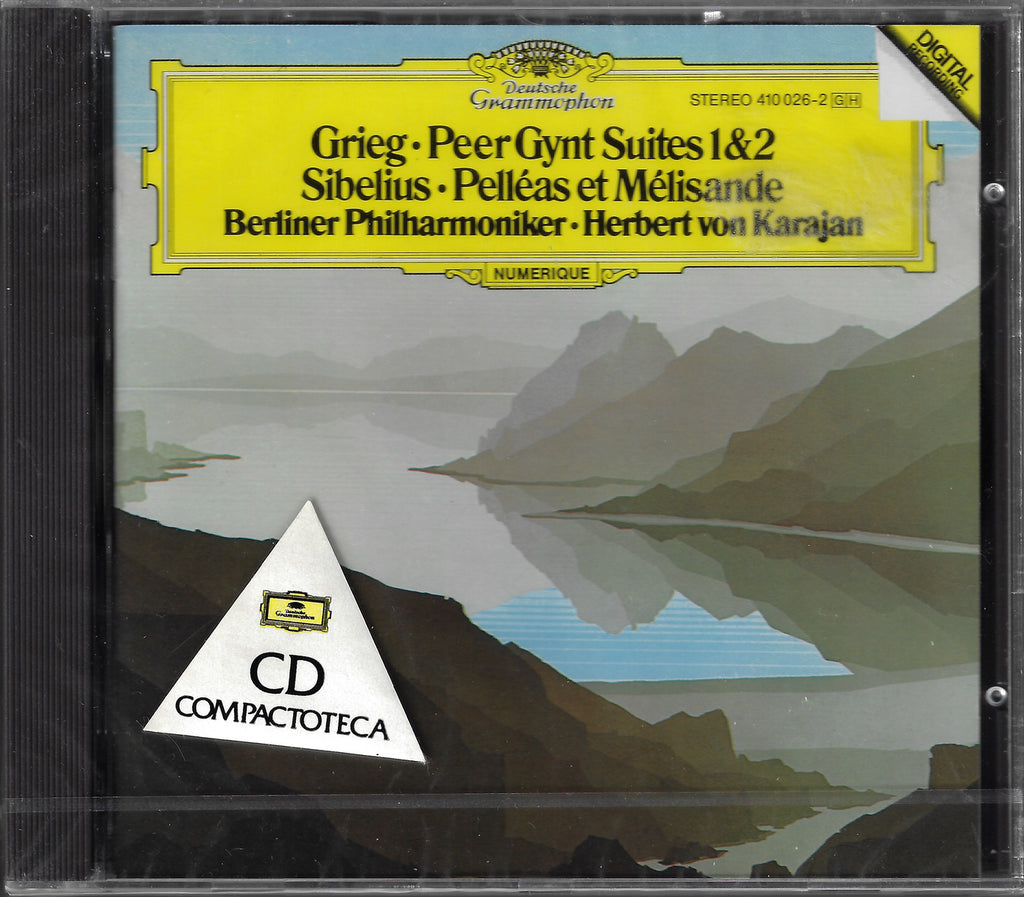 DIGITAL
RECORDING
Deutsche
Grammophon
STEREO 410 026-2 GH
Grieg · Peer Gynt Suites 1&2
Sibelius · Pelléas et Mélisande
Berliner Philharmoniker · Herbert von Karajan
NUMERIQUE
Deutsche
Grammophon
CD
COMPACTOTECA